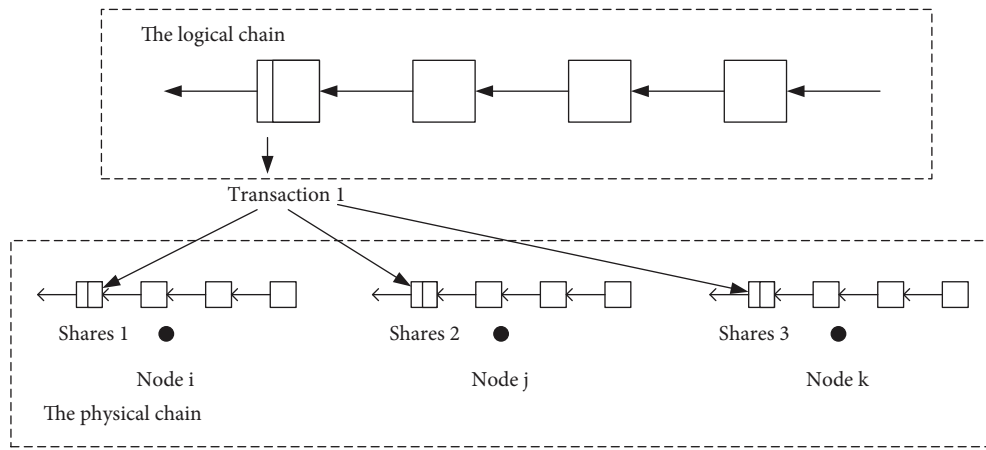 The logical chain
Transaction 1
Shares 1
Shares 2
Shares 3
Node i
Node j
Node k
The physical chain